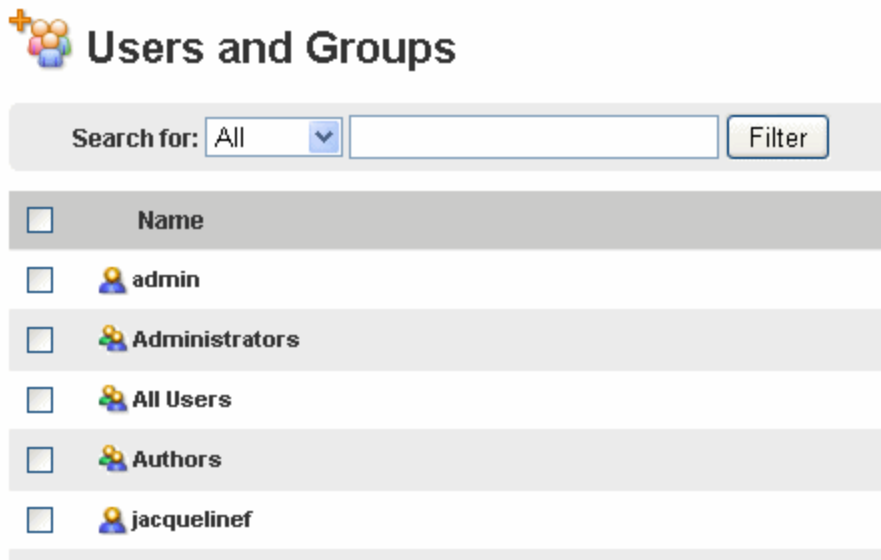 Users and Groups
Search for: All Filter
Name
admin
Administrators
All Users
Authors
jacquelinef